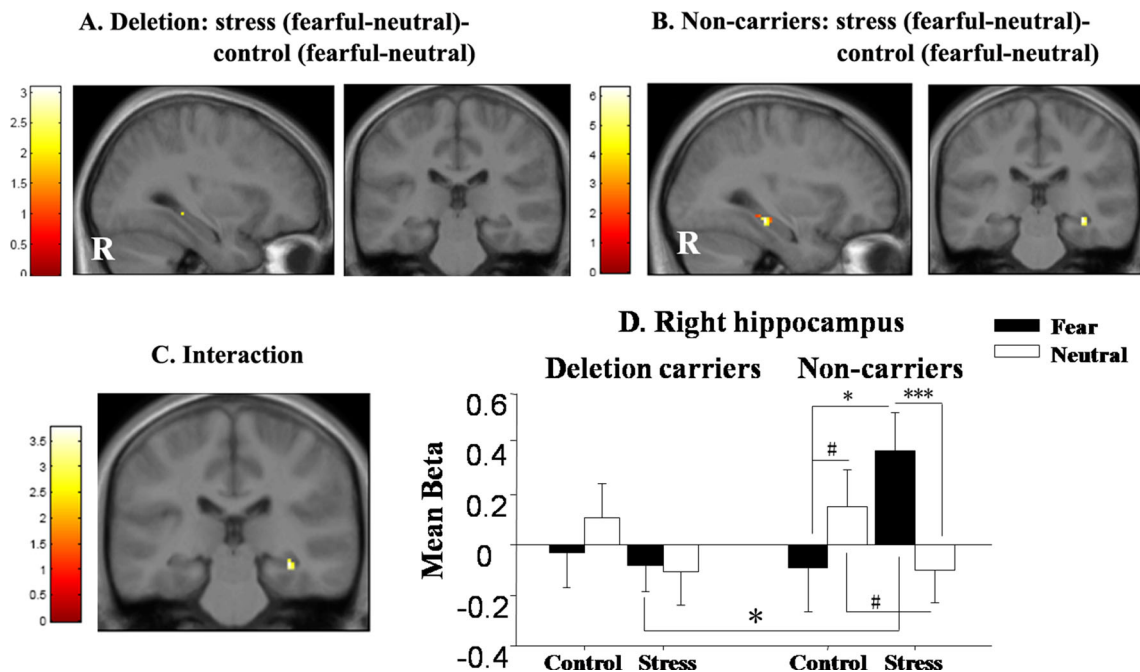 A. Deletion: stress (fearful-neutral)-
control (fearful-neutral)
B. Non-carriers: stress (fearful-neutral)-
control (fearful-neutral)
3
2.5
2
1.5
1
0.5
0
R
6
5
4
3
2
1
0
R
C. Interaction
3.5
3
2.5
2
1.5
1
0.5
0
D. Right hippocampus
Fear
Neutral
Deletion carriers
Non-carriers
Mean Beta
0.6
0.4
0.2
0
-0.2
-0.4
* ***
#
#
*
Control Stress Control Stress